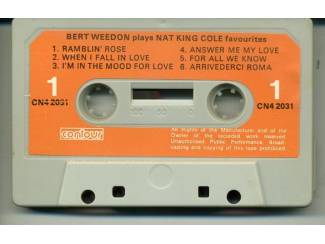 BERT WEEDON plays NAT KING COLE favourites
1. RAMBLIN' ROSE
2. WHEN I FALL IN LOVE
3. I'M IN THE MOOD FOR LOVE
4. ANSWER ME MY LOVE
5. FOR ALL WE KNOW
6. ARRIVEDERCI ROMA
1
CN4 2031
1
CN4 2031
contour
All rights of the Manufacturer and of the
Owner of the recorded work reserved
Unauthorised Public Performance, Broad-
casting and copying of this tape prohibited